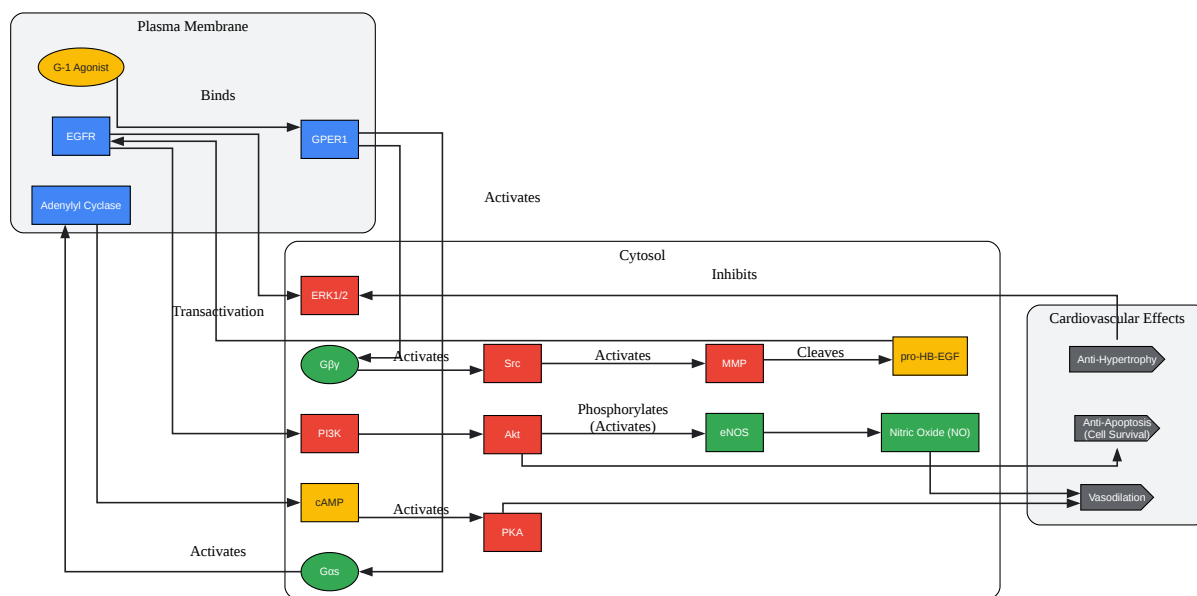 Plasma Membrane
G-1 Agonist
Binds
EGFR
GPER1
Adenylyl Cyclase
Activates
Cytosol
Inhibits
ERK1/2
Transactivation
Cardiovascular Effects
Gβγ
Activates
Src
Activates
MMP
Cleaves
pro-HB-EGF
Anti-Hypertrophy
PI3K
Akt
Phosphorylates
(Activates)
eNOS
Nitric Oxide (NO)
Anti-Apoptosis
(Cell Survival)
cAMP
Activates
PKA
Vasodilation
Activates
Gαs